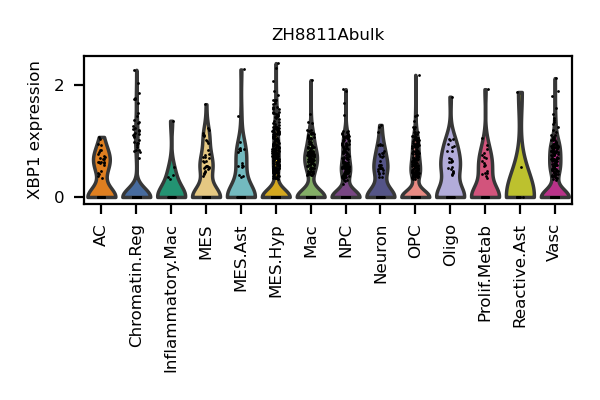 ZH8811Abulk
XBP1 expression
2
0
AC
Chromatin.Reg
Inflammatory.Mac
MES
MES.Ast
MES.Hyp
Mac
NPC
Neuron
OPC
Oligo
Prolif.Metab
Reactive.Ast
Vasc